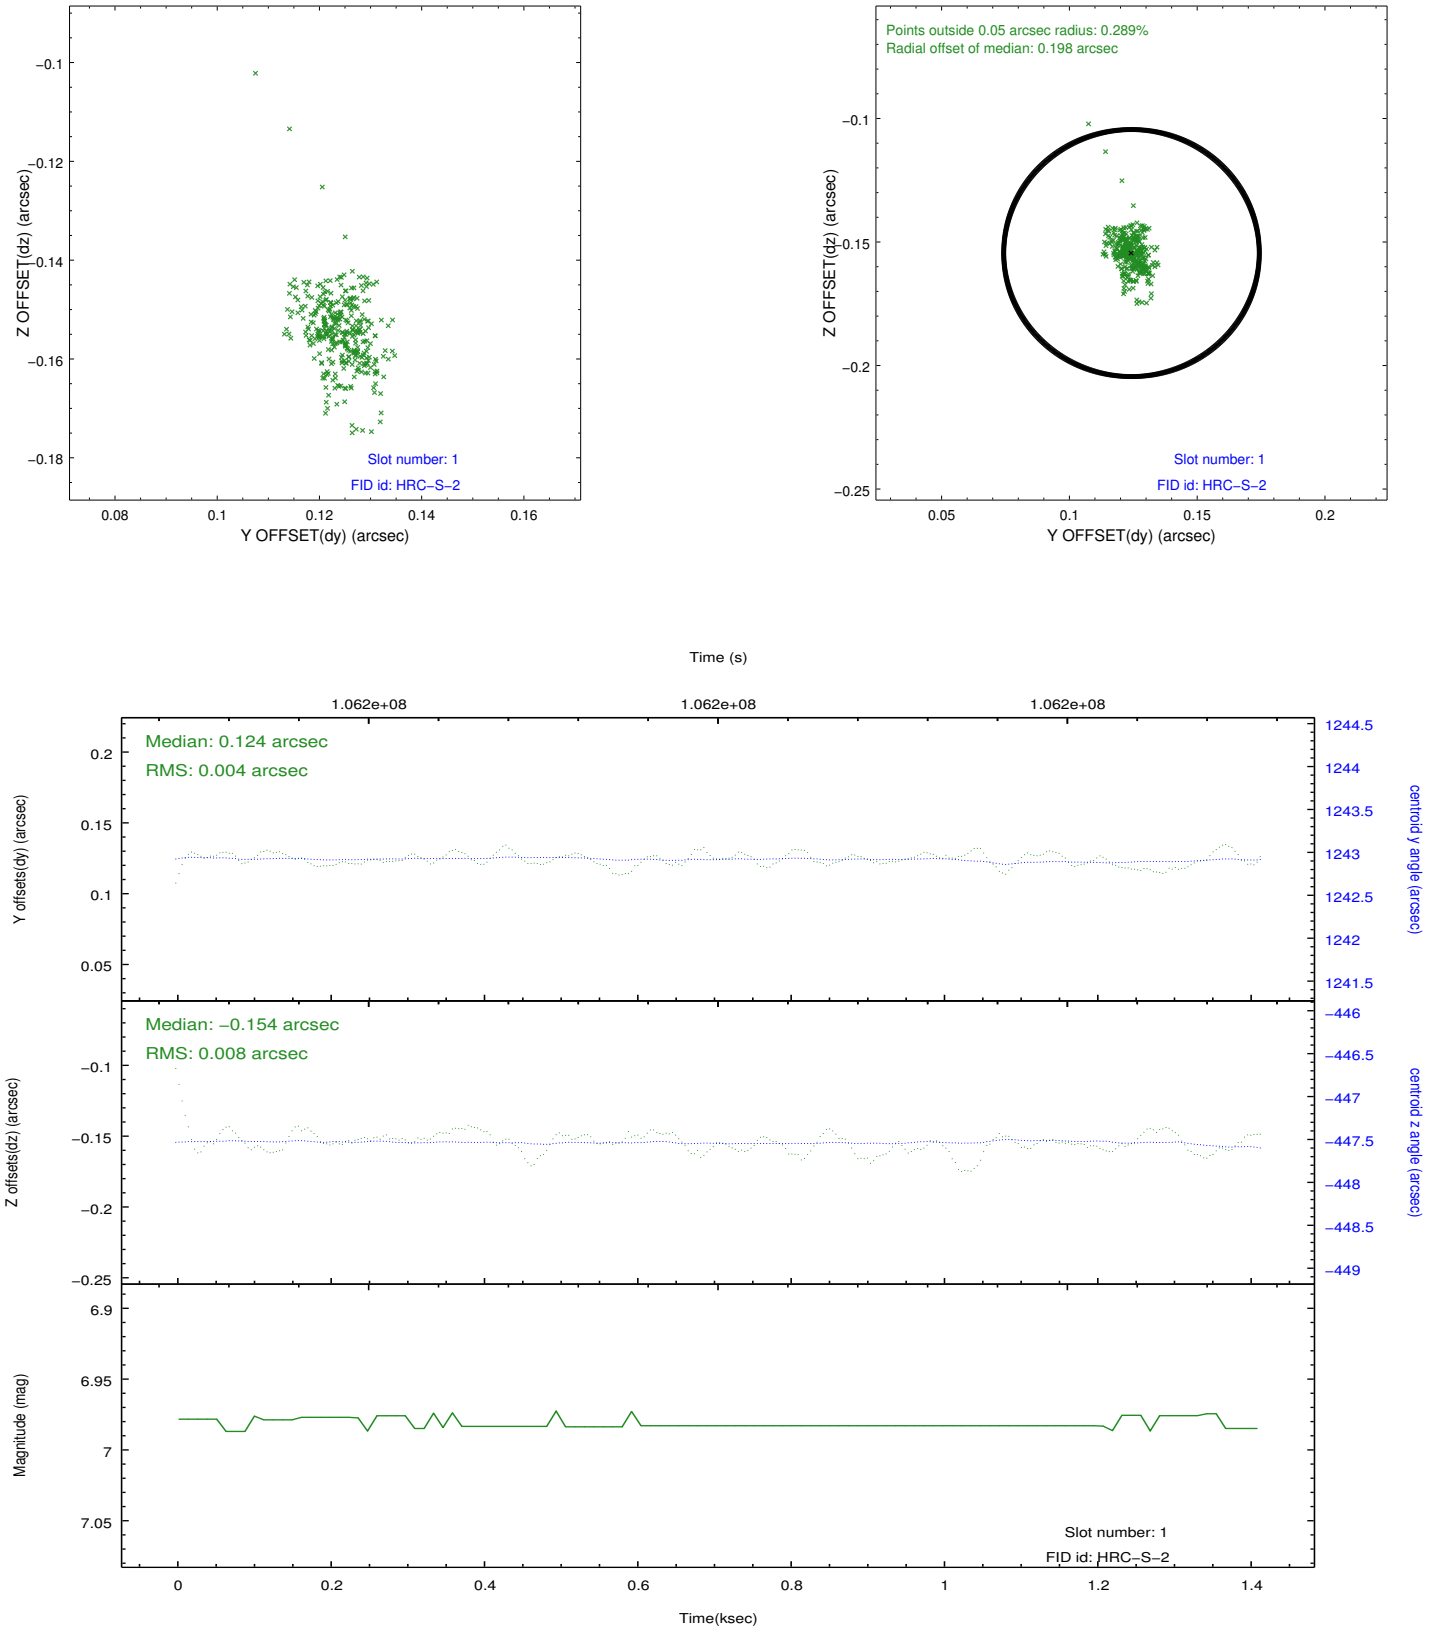 −0.1
−0.12
−0.14
−0.16
−0.18
Z OFFSET(dz) (arcsec)
0.08
0.1
0.12
0.14
0.16
Y OFFSET(dy) (arcsec)
Slot number: 1
FID id: HRC−S−2
Points outside 0.05 arcsec radius: 0.289%
Radial offset of median: 0.198 arcsec
−0.1
−0.15
−0.2
−0.25
Z OFFSET(dz) (arcsec)
0.05
0.1
0.15
0.2
Y OFFSET(dy) (arcsec)
Slot number: 1
FID id: HRC−S−2
Time (s)
1.062e+08
1.062e+08
1.062e+08
Median: 0.124 arcsec
RMS: 0.004 arcsec
0.2
0.15
0.1
0.05
Y offsets(dy) (arcsec)
1244.5
1244
1243.5
1243
1242.5
1242
1241.5
centroid y angle (arcsec)
Median: −0.154 arcsec
RMS: 0.008 arcsec
−0.1
−0.15
−0.2
−0.25
Z offsets(dz) (arcsec)
−446
−446.5
−447
−447.5
−448
−448.5
−449
centroid z angle (arcsec)
6.9
6.95
7
7.05
Magnitude (mag)
Slot number: 1
FID id: HRC−S−2
0
0.2
0.4
0.6
0.8
1
1.2
1.4
Time(ksec)